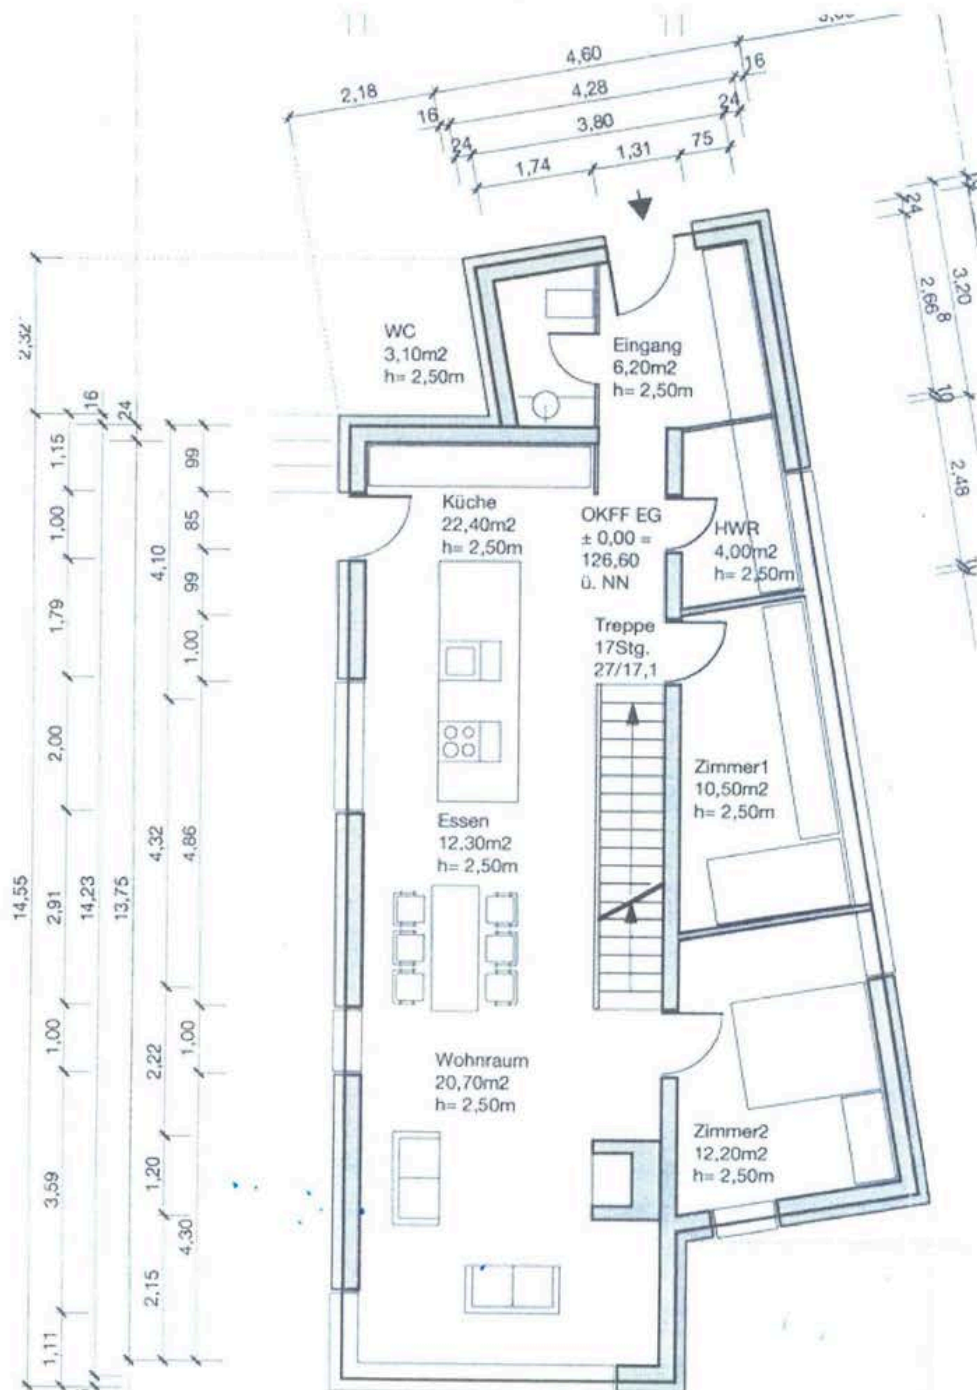 4,60
16
2,18
4,28
24
16
3,80
24
75
1,31
1,74
24
3,20
2,66
8
10
2,48
10
2,32
16
24
WC
3,10m2
h= 2,50m
Eingang
6,20m2
h= 2,50m
1,15
99
1,00
85
4,10
99
1,79
1,00
Küche
22,40m2
h= 2,50m
OKFF EG
± 0,00 =
126,60
ü. NN
HWR
4,00m2
h= 2,50m
Treppe
17Stg.
27/17,1
2,00
Zimmer1
10,50m2
h= 2,50m
Essen
12,30m2
h= 2,50m
14,55
2,91
14,23
13,75
4,32
4,86
1,00
2,22
1,00
Wohnraum
20,70m2
h= 2,50m
Zimmer2
12,20m2
h= 2,50m
3,59
1,20
4,30
2,15
1,11